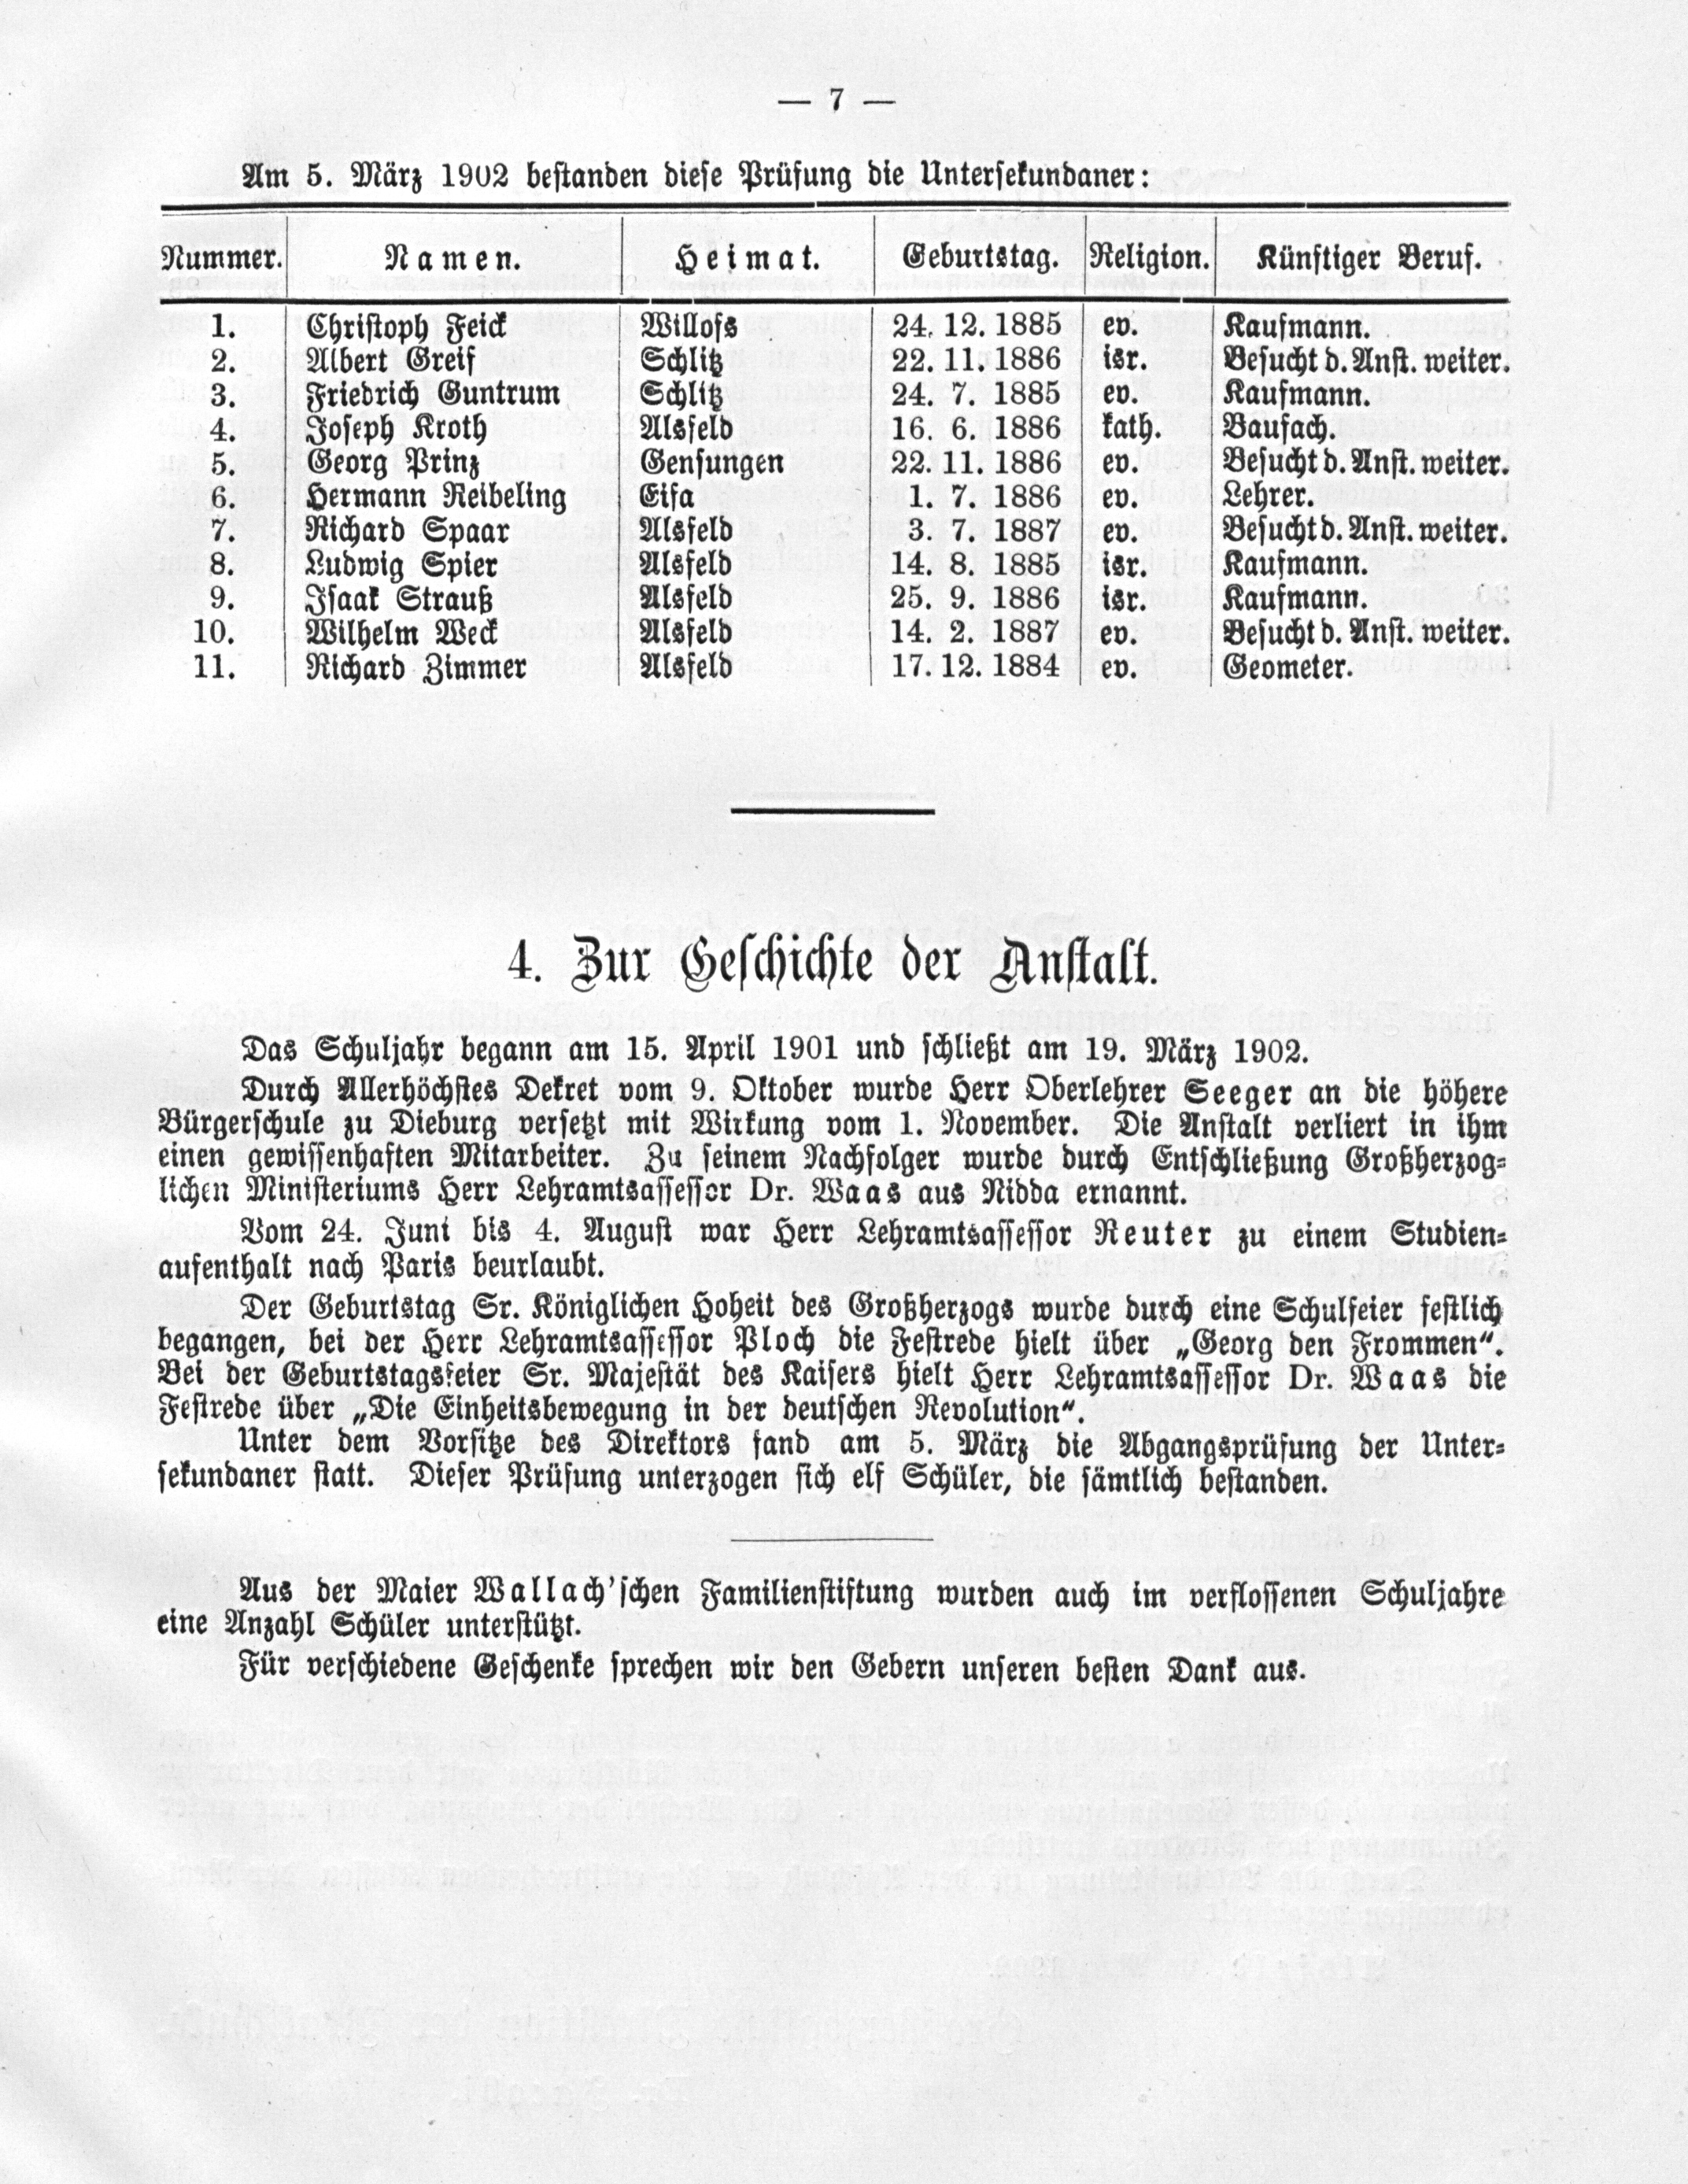 — 7 —
Am 5. März 1902 bestanden diese Prüfung die Untersekundaner:
Nummer. Namen. Heimat. Geburtstag. Religion. Künftiger Beruf.
1. Christoph Feick Willofs 24. 12. 1885 ev. Kaufmann.
2. Albert Greif Schlitz 22. 11. 1886 isr. Besucht d. Anst. weiter.
3. Friedrich Guntrum Schlitz 24. 7. 1885 ev. Kaufmann.
4. Joseph Kroth Alsfeld 16. 6. 1886 kath. Baufach.
5. Georg Prinz Gensungen 22. 11. 1886 ev. Besucht d. Anst. weiter.
6. Hermann Reibeling Eifa 1. 7. 1886 ev. Lehrer.
7. Richard Spaar Alsfeld 3. 7. 1887 ev. Besucht d. Anst. weiter.
8. Ludwig Spier Alsfeld 14. 8. 1885 isr. Kaufmann.
9. Isaak Strauß Alsfeld 25. 9. 1886 isr. Kaufmann.
10. Wilhelm Weck Alsfeld 14. 2. 1887 ev. Besucht d. Anst. weiter.
11. Richard Zimmer Alsfeld 17. 12. 1884 ev. Geometer.
4. Zur Geschichte der Anstalt.
Das Schuljahr begann am 15. April 1901 und schließt am 19. März 1902.
Durch Allerhöchstes Dekret vom 9. Oktober wurde Herr Oberlehrer Seeger an die höhere
Bürgerschule zu Dieburg versetzt mit Wirkung vom 1. November. Die Anstalt verliert in ihm
einen gewissenhaften Mitarbeiter. Zu seinem Nachfolger wurde durch Entschließung Großherzog-
lichen Ministeriums Herr Lehramtsassessor Dr. Waas aus Nidda ernannt.
Vom 24. Juni bis 4. August war Herr Lehramtsassessor Reuter zu einem Studien-
aufenthalt nach Paris beurlaubt.
Der Geburtstag Sr. Königlichen Hoheit des Großherzogs wurde durch eine Schulfeier festlich
begangen, bei der Herr Lehramtsassessor Ploch die Festrede hielt über „Georg den Frommen“.
Bei der Geburtstagsfeier Sr. Majestät des Kaisers hielt Herr Lehramtsassessor Dr. Waas die
Festrede über „Die Einheitsbewegung in der deutschen Revolution“.
Unter dem Vorsitze des Direktors fand am 5. März die Abgangsprüfung der Unter-
sekundaner statt. Dieser Prüfung unterzogen sich elf Schüler, die sämtlich bestanden.
Aus der Maier Wallach'schen Familienstiftung wurden auch im verflossenen Schuljahre
eine Anzahl Schüler unterstützt.
Für verschiedene Geschenke sprechen wir den Gebern unseren besten Dank aus.